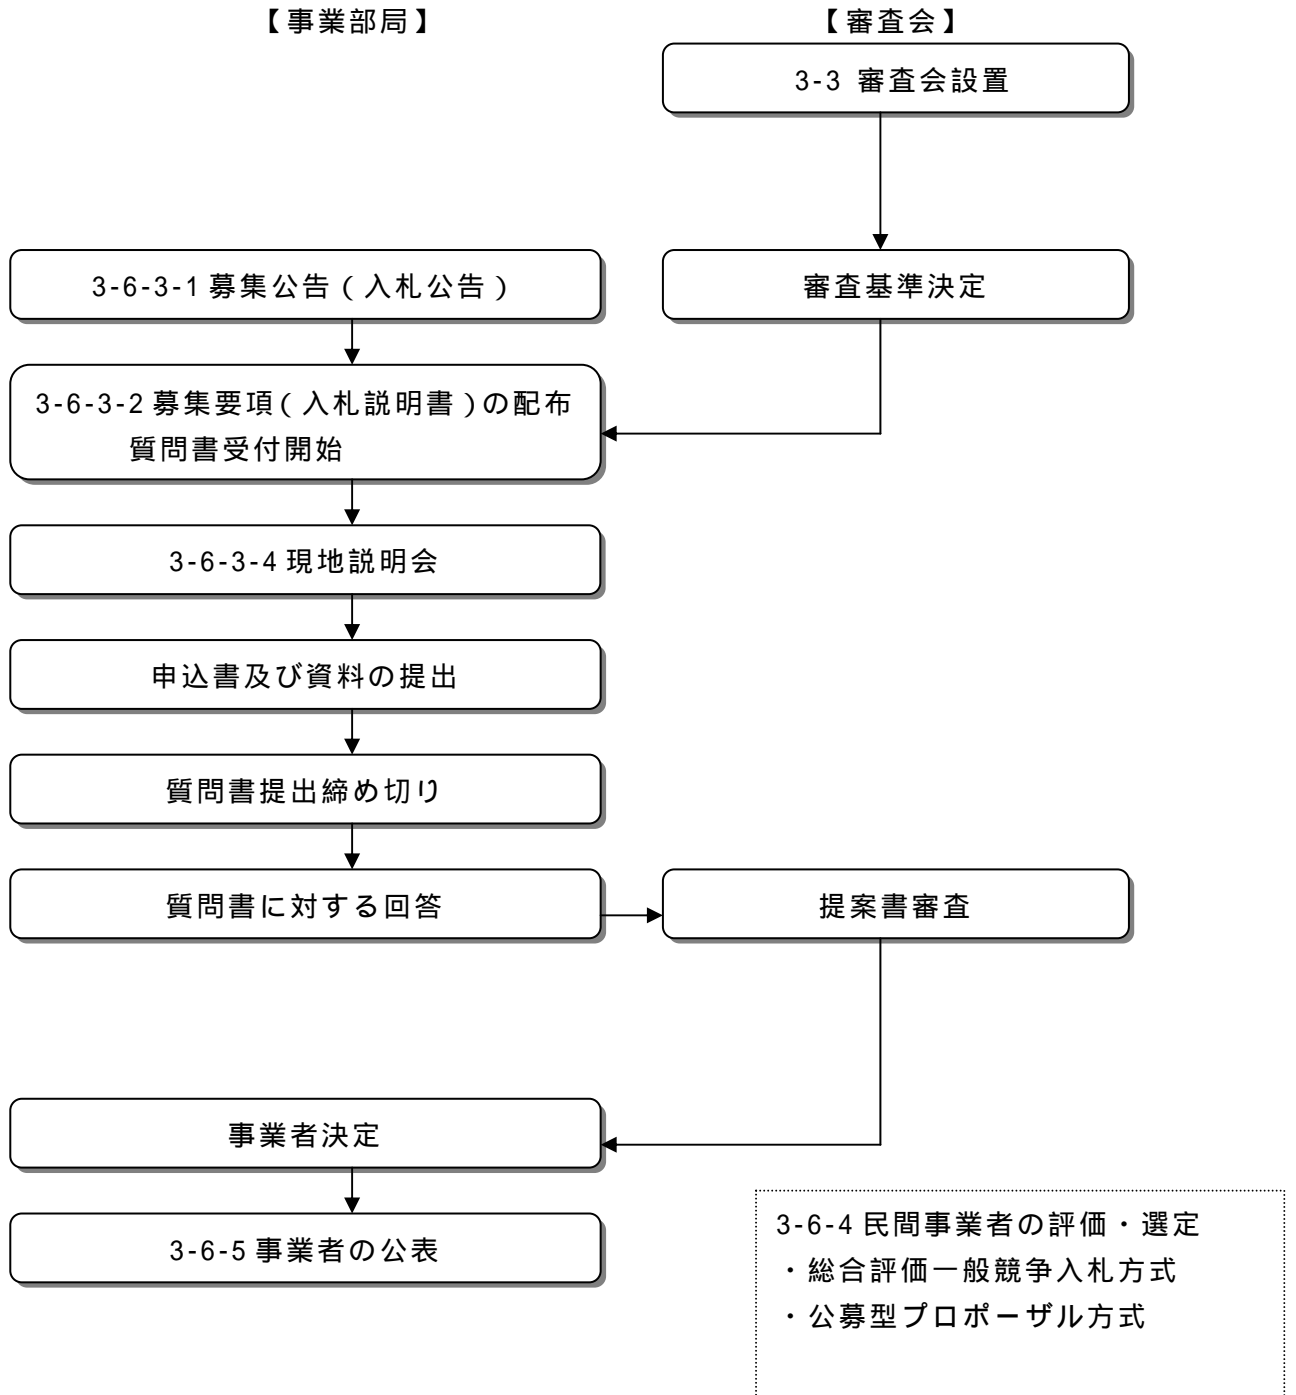 【事業部局】
【審査会】
3-3 審査会設置
3-6-3-1 募集公告（入札公告）
審査基準決定
3-6-3-2 募集要項（入札説明書）の配布
質問書受付開始
3-6-3-4 現地説明会
申込書及び資料の提出
質問書提出締め切り
質問書に対する回答
提案書審査
事業者決定
3-6-5 事業者の公表
3-6-4 民間事業者の評価・選定
・総合評価一般競争入札方式
・公募型プロポーザル方式